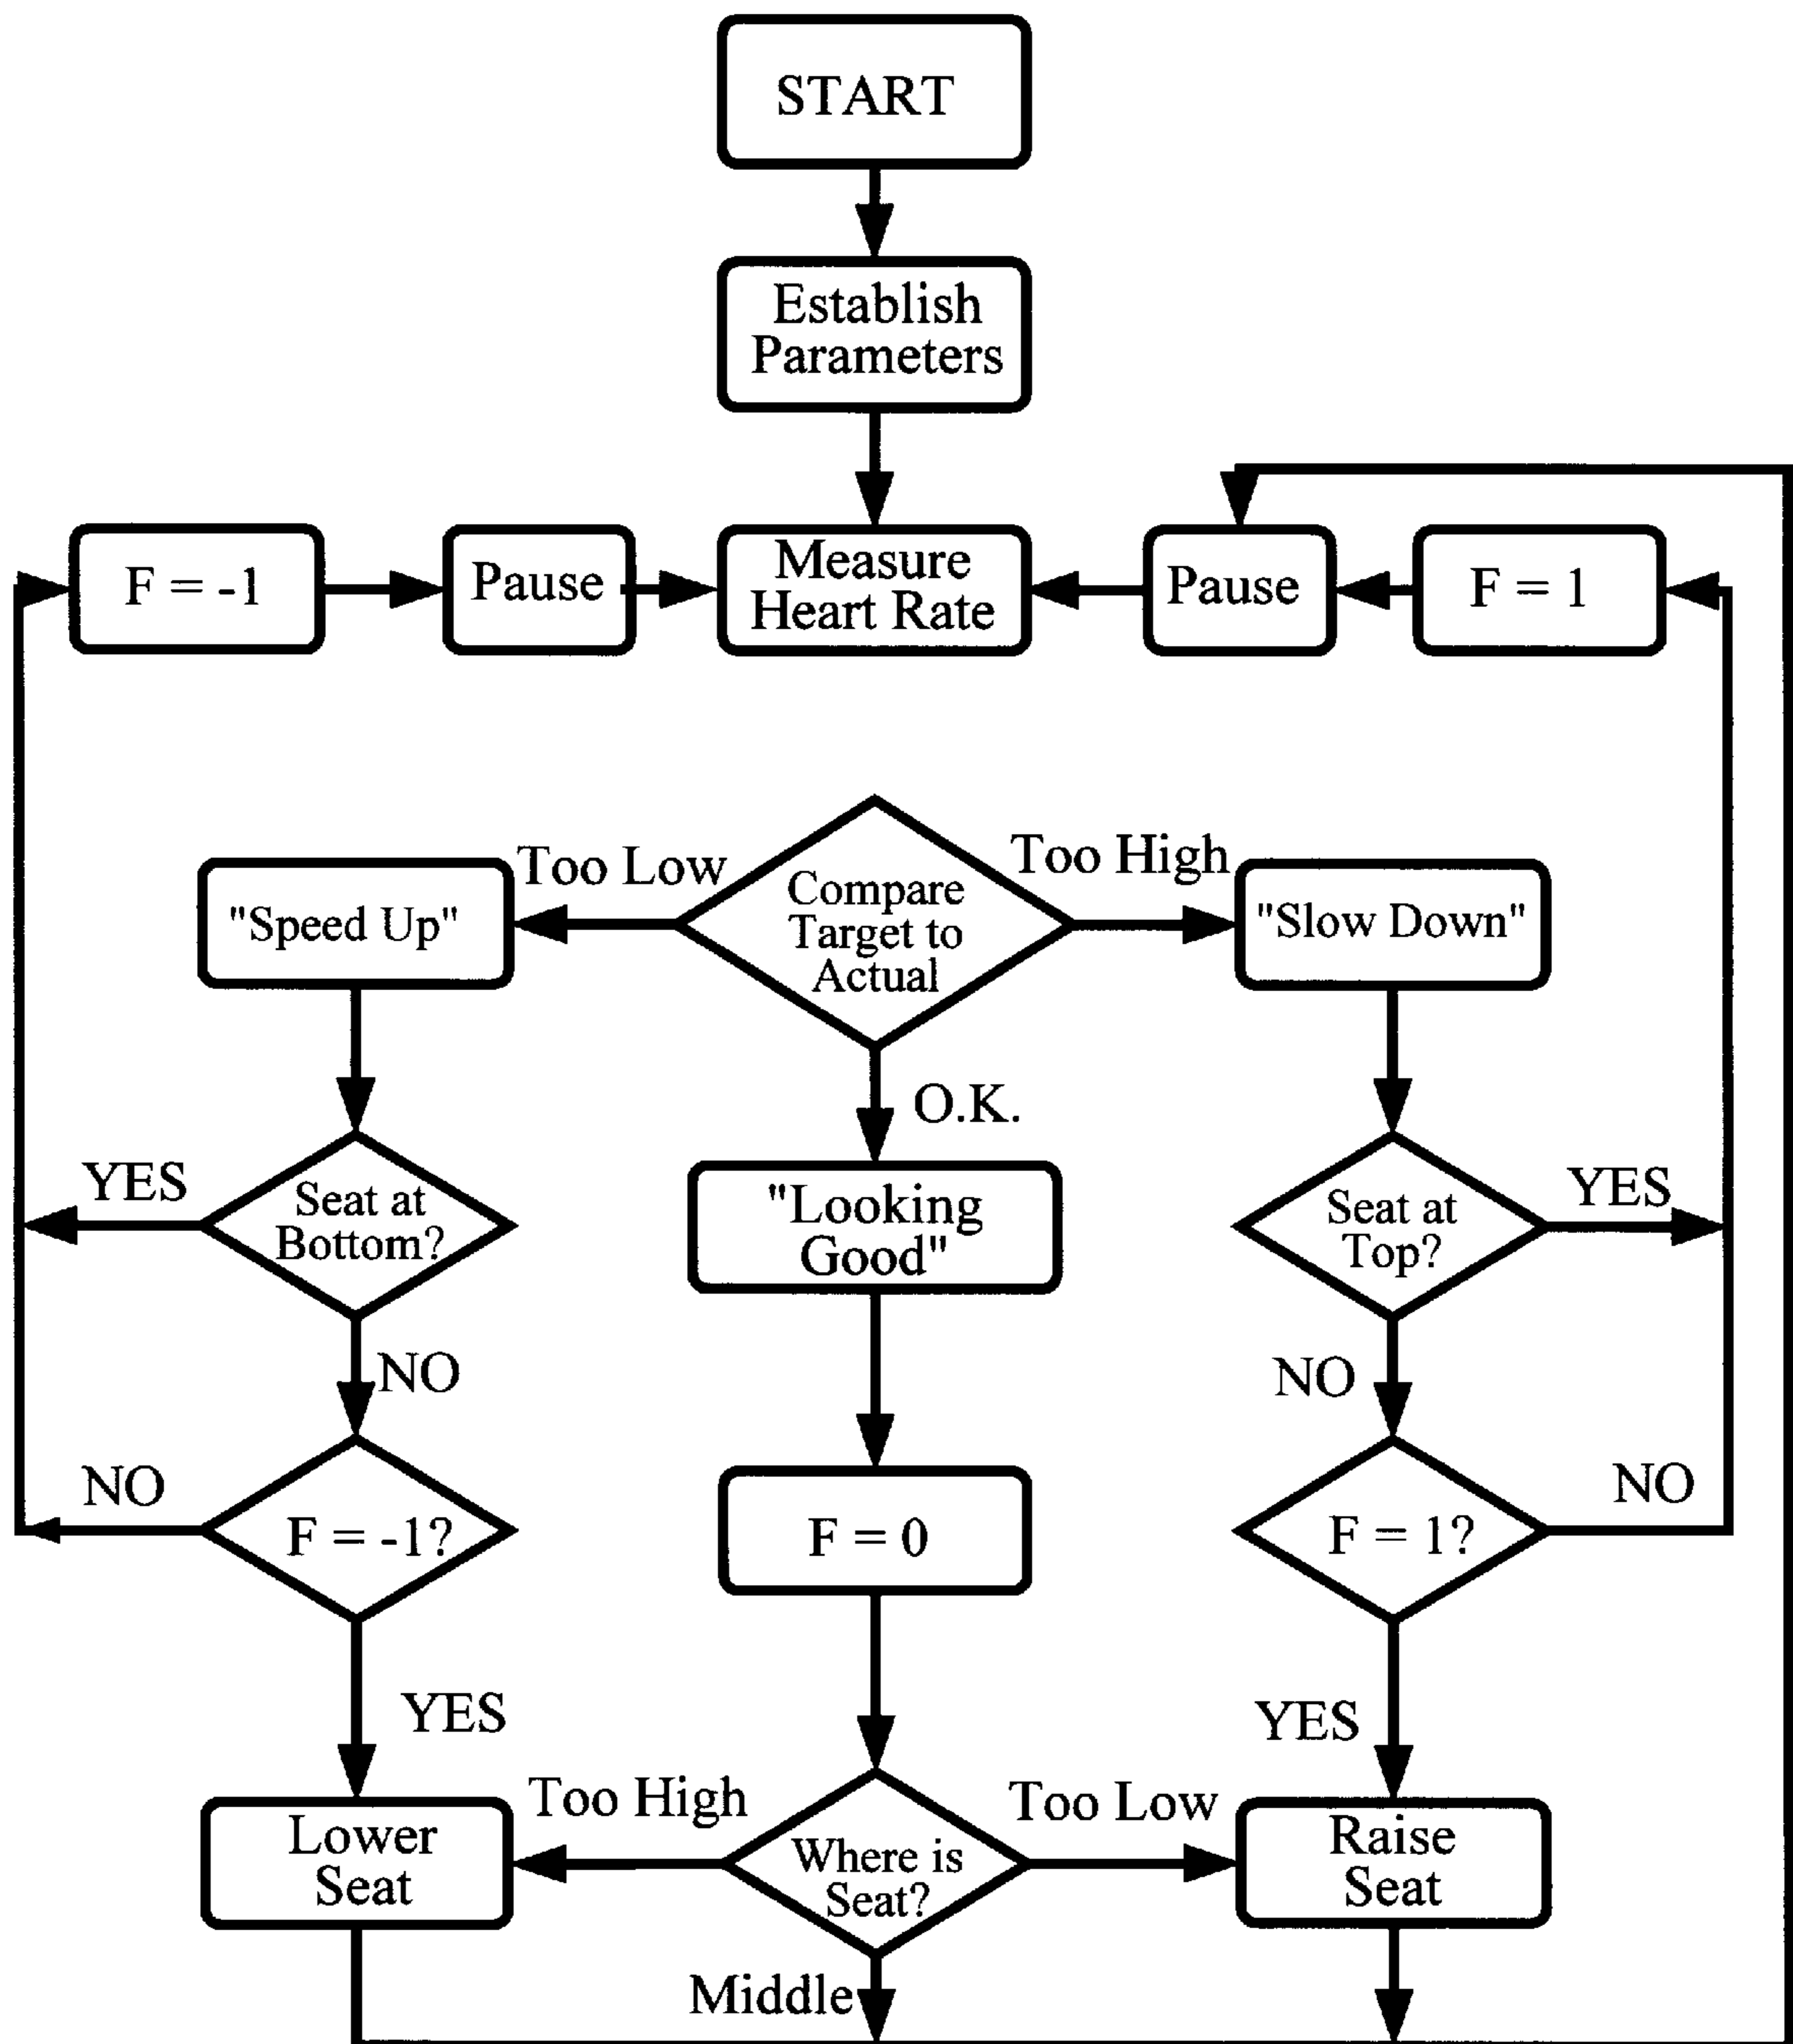 START
Establish
Parameters
F = -1
Pause
Measure
Heart Rate
Pause
F = 1
Too Low
Too High
"Speed Up"
Compare
Target to
Actual
"Slow Down"
O.K.
YES
Seat at
Bottom?
"Looking
Good"
Seat at
Top?
YES
NO
NO
NO
F = -1?
F = 0
F = 1?
NO
YES
YES
Too High
Too Low
Lower
Seat
Where is
Seat?
Raise
Seat
Middle